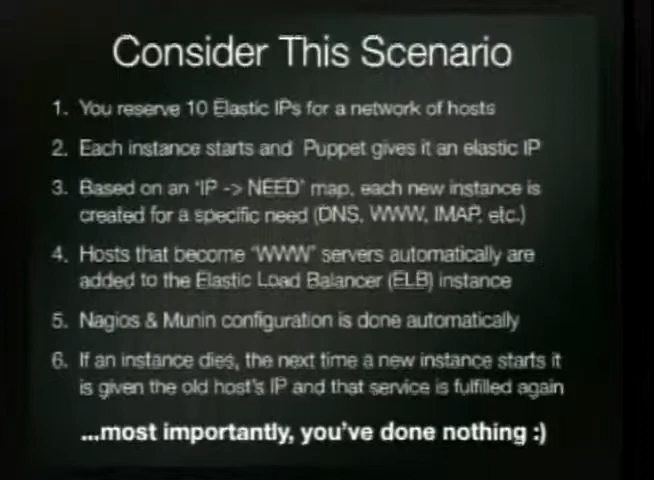 Consider This Scenario
1. You reserve 10 Elastic IPs for a network of hosts
2. Each instance starts and Puppet gives it an elastic IP
3. Based on an "IP -> NEED" map, each new instance is
created for a specific need (DNS, WWW, IMAP, etc.)
4. Hosts that become "WWW" servers automatically are
added to the Elastic Load Balancer (ELB) instance
5. Nagios & Munin configuration is done automatically
6. If an instance dies, the next time a new instance starts it
is given the old host's IP and that service is fulfilled again
...most importantly, you've done nothing :)